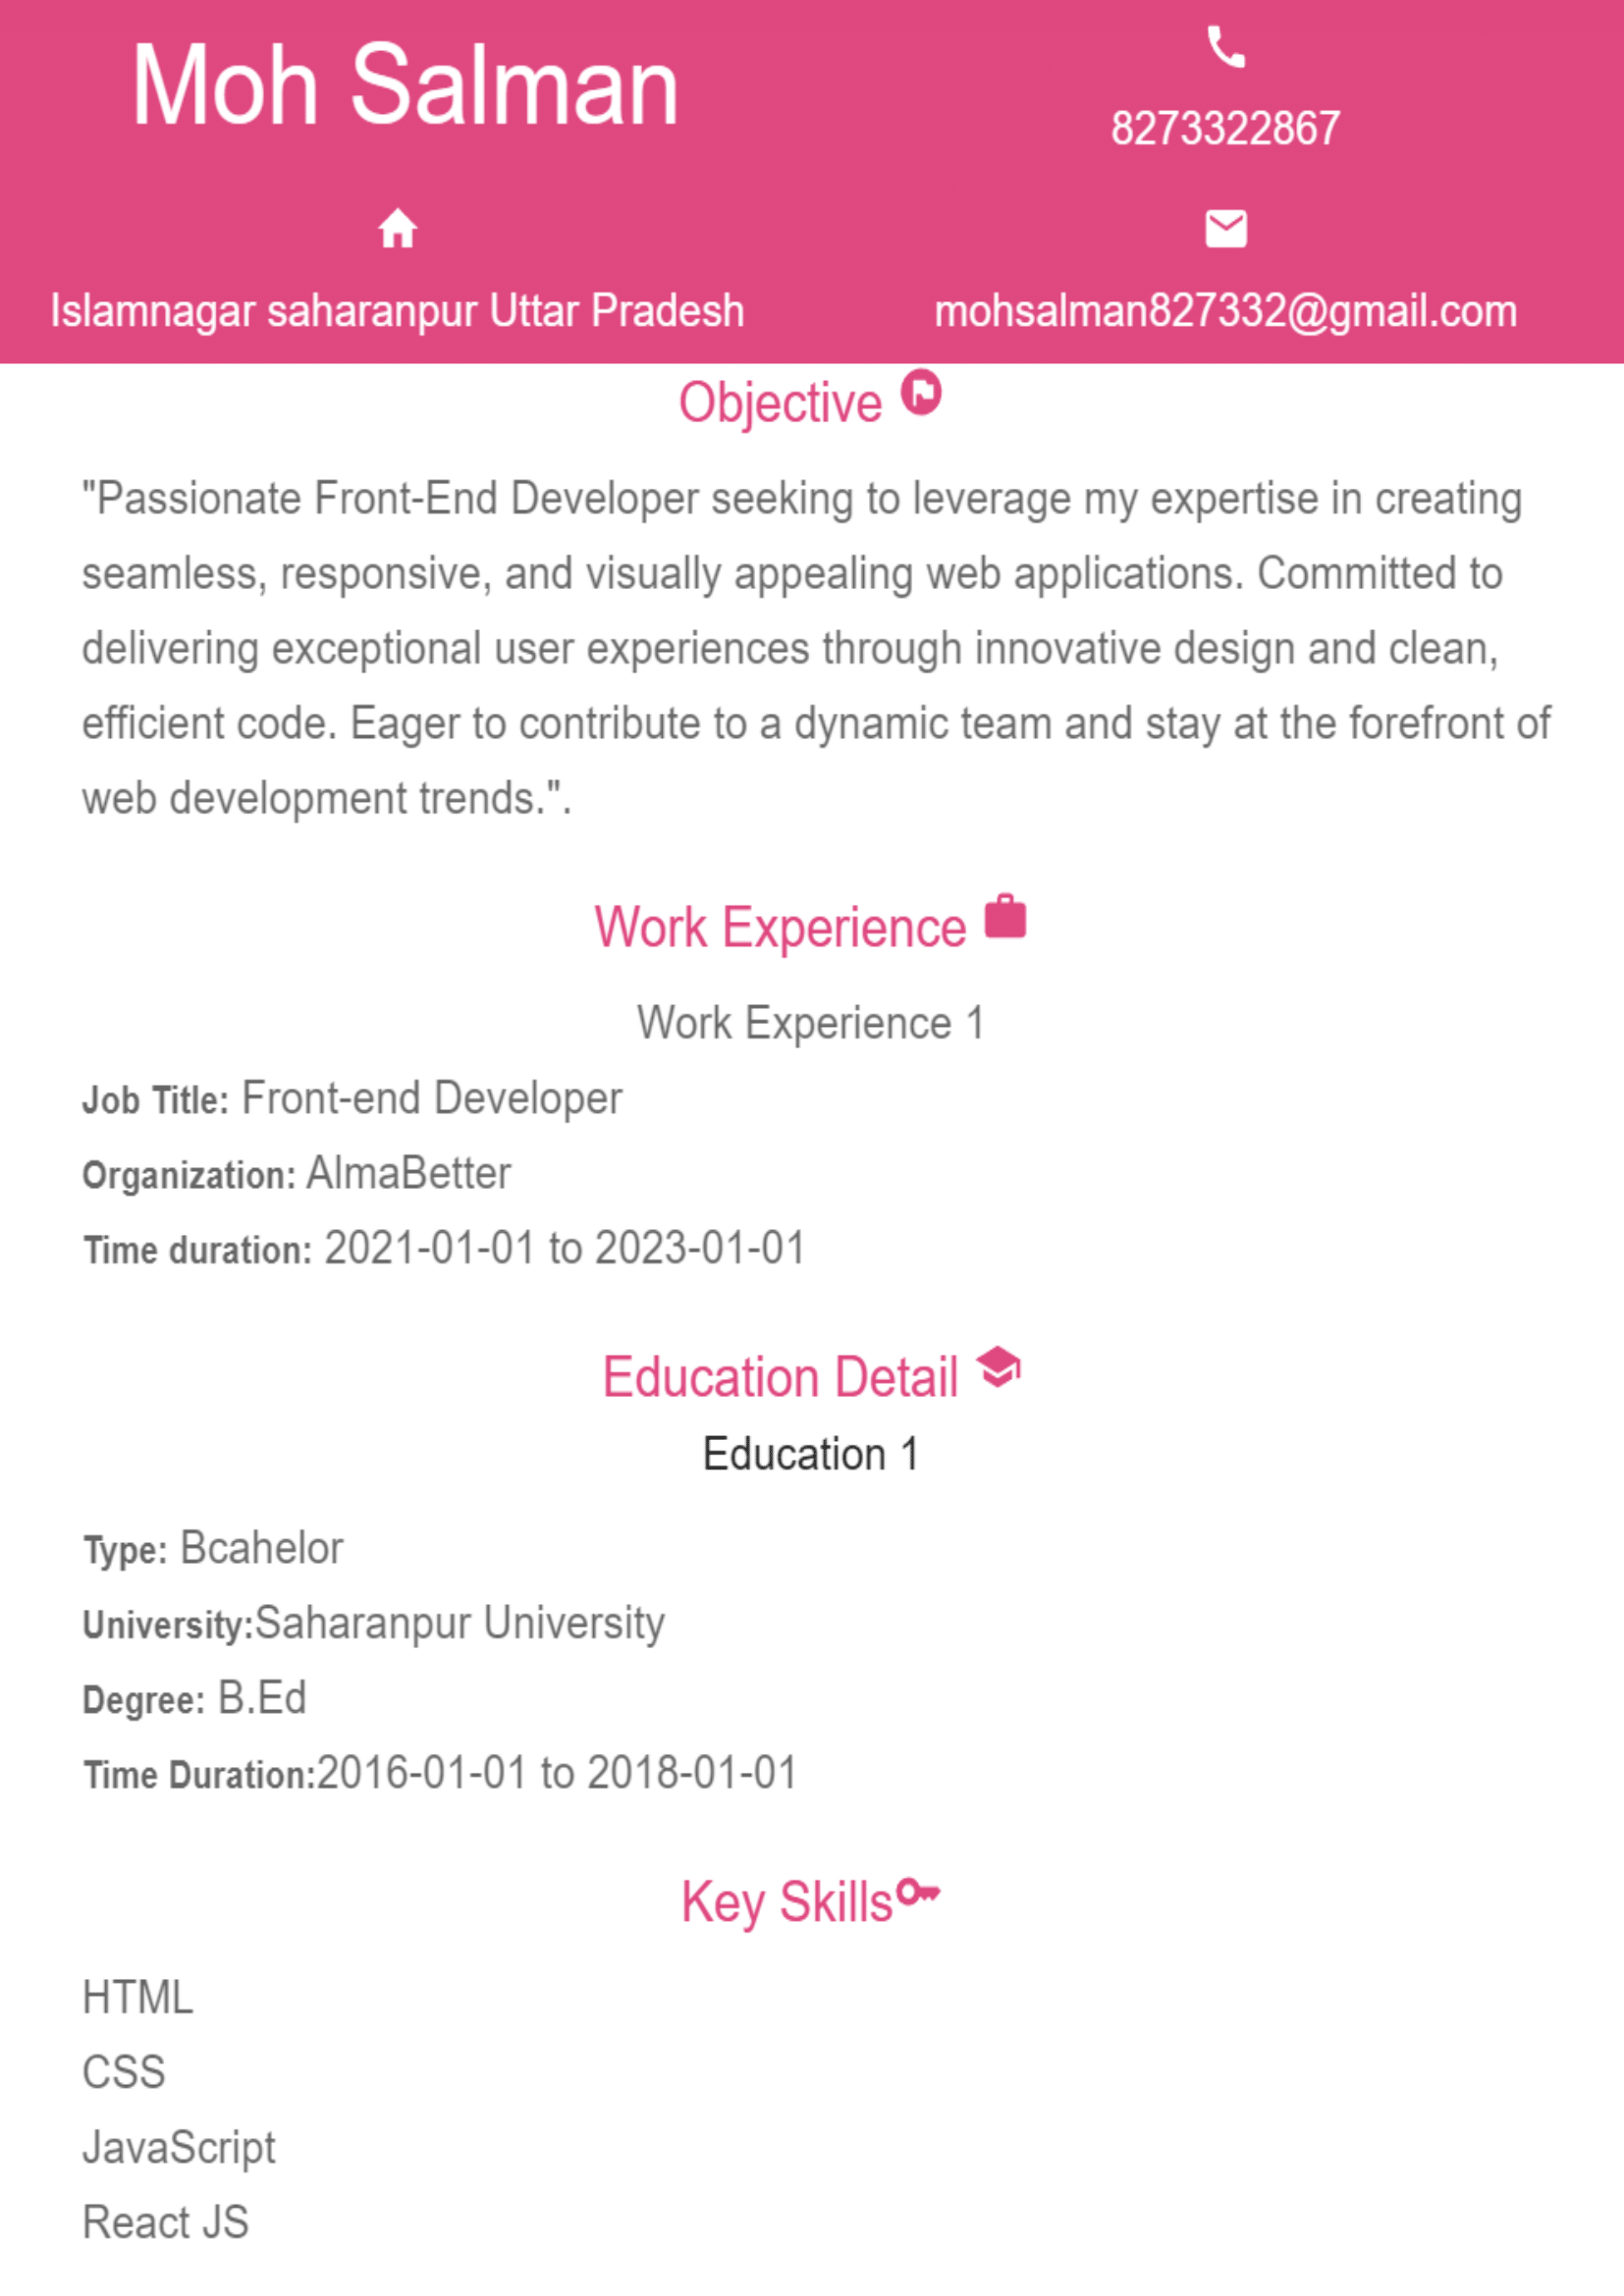 Moh Salman
8273322867
Islamnagar saharanpur Uttar Pradesh
mohsalman827332@gmail.com
Objective
"Passionate Front-End Developer seeking to leverage my expertise in creating
seamless, responsive, and visually appealing web applications. Committed to
delivering exceptional user experiences through innovative design and clean,
efficient code. Eager to contribute to a dynamic team and stay at the forefront of
web development trends.".
Work Experience
Work Experience 1
Job Title: Front-end Developer
Organization: AlmaBetter
Time duration: 2021-01-01 to 2023-01-01
Education Detail
Education 1
Type: Bcahelor
University:Saharanpur University
Degree: B.Ed
Time Duration:2016-01-01 to 2018-01-01
Key Skills
HTML
CSS
JavaScript
React JS